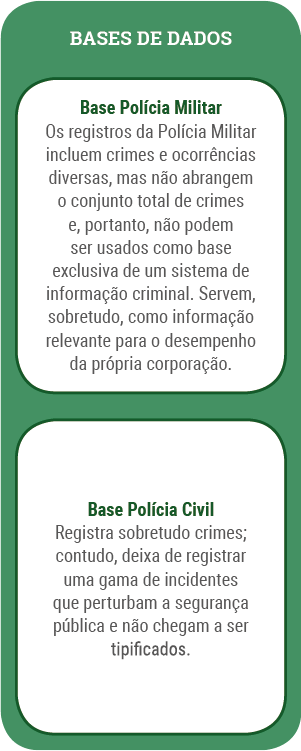 BASES DE DADOS
Base Polícia Militar
Os registros da Polícia Militar
incluem crimes e ocorrências
diversas, mas não abrangem
o conjunto total de crimes
e, portanto, não podem
ser usados como base
exclusiva de um sistema de
informação criminal. Servem,
sobretudo, como informação
relevante para o desempenho
da própria corporação.
Base Polícia Civil
Registra sobretudo crimes;
contudo, deixa de registrar
uma gama de incidentes
que perturbam a segurança
pública e não chegam a ser
tipificados.